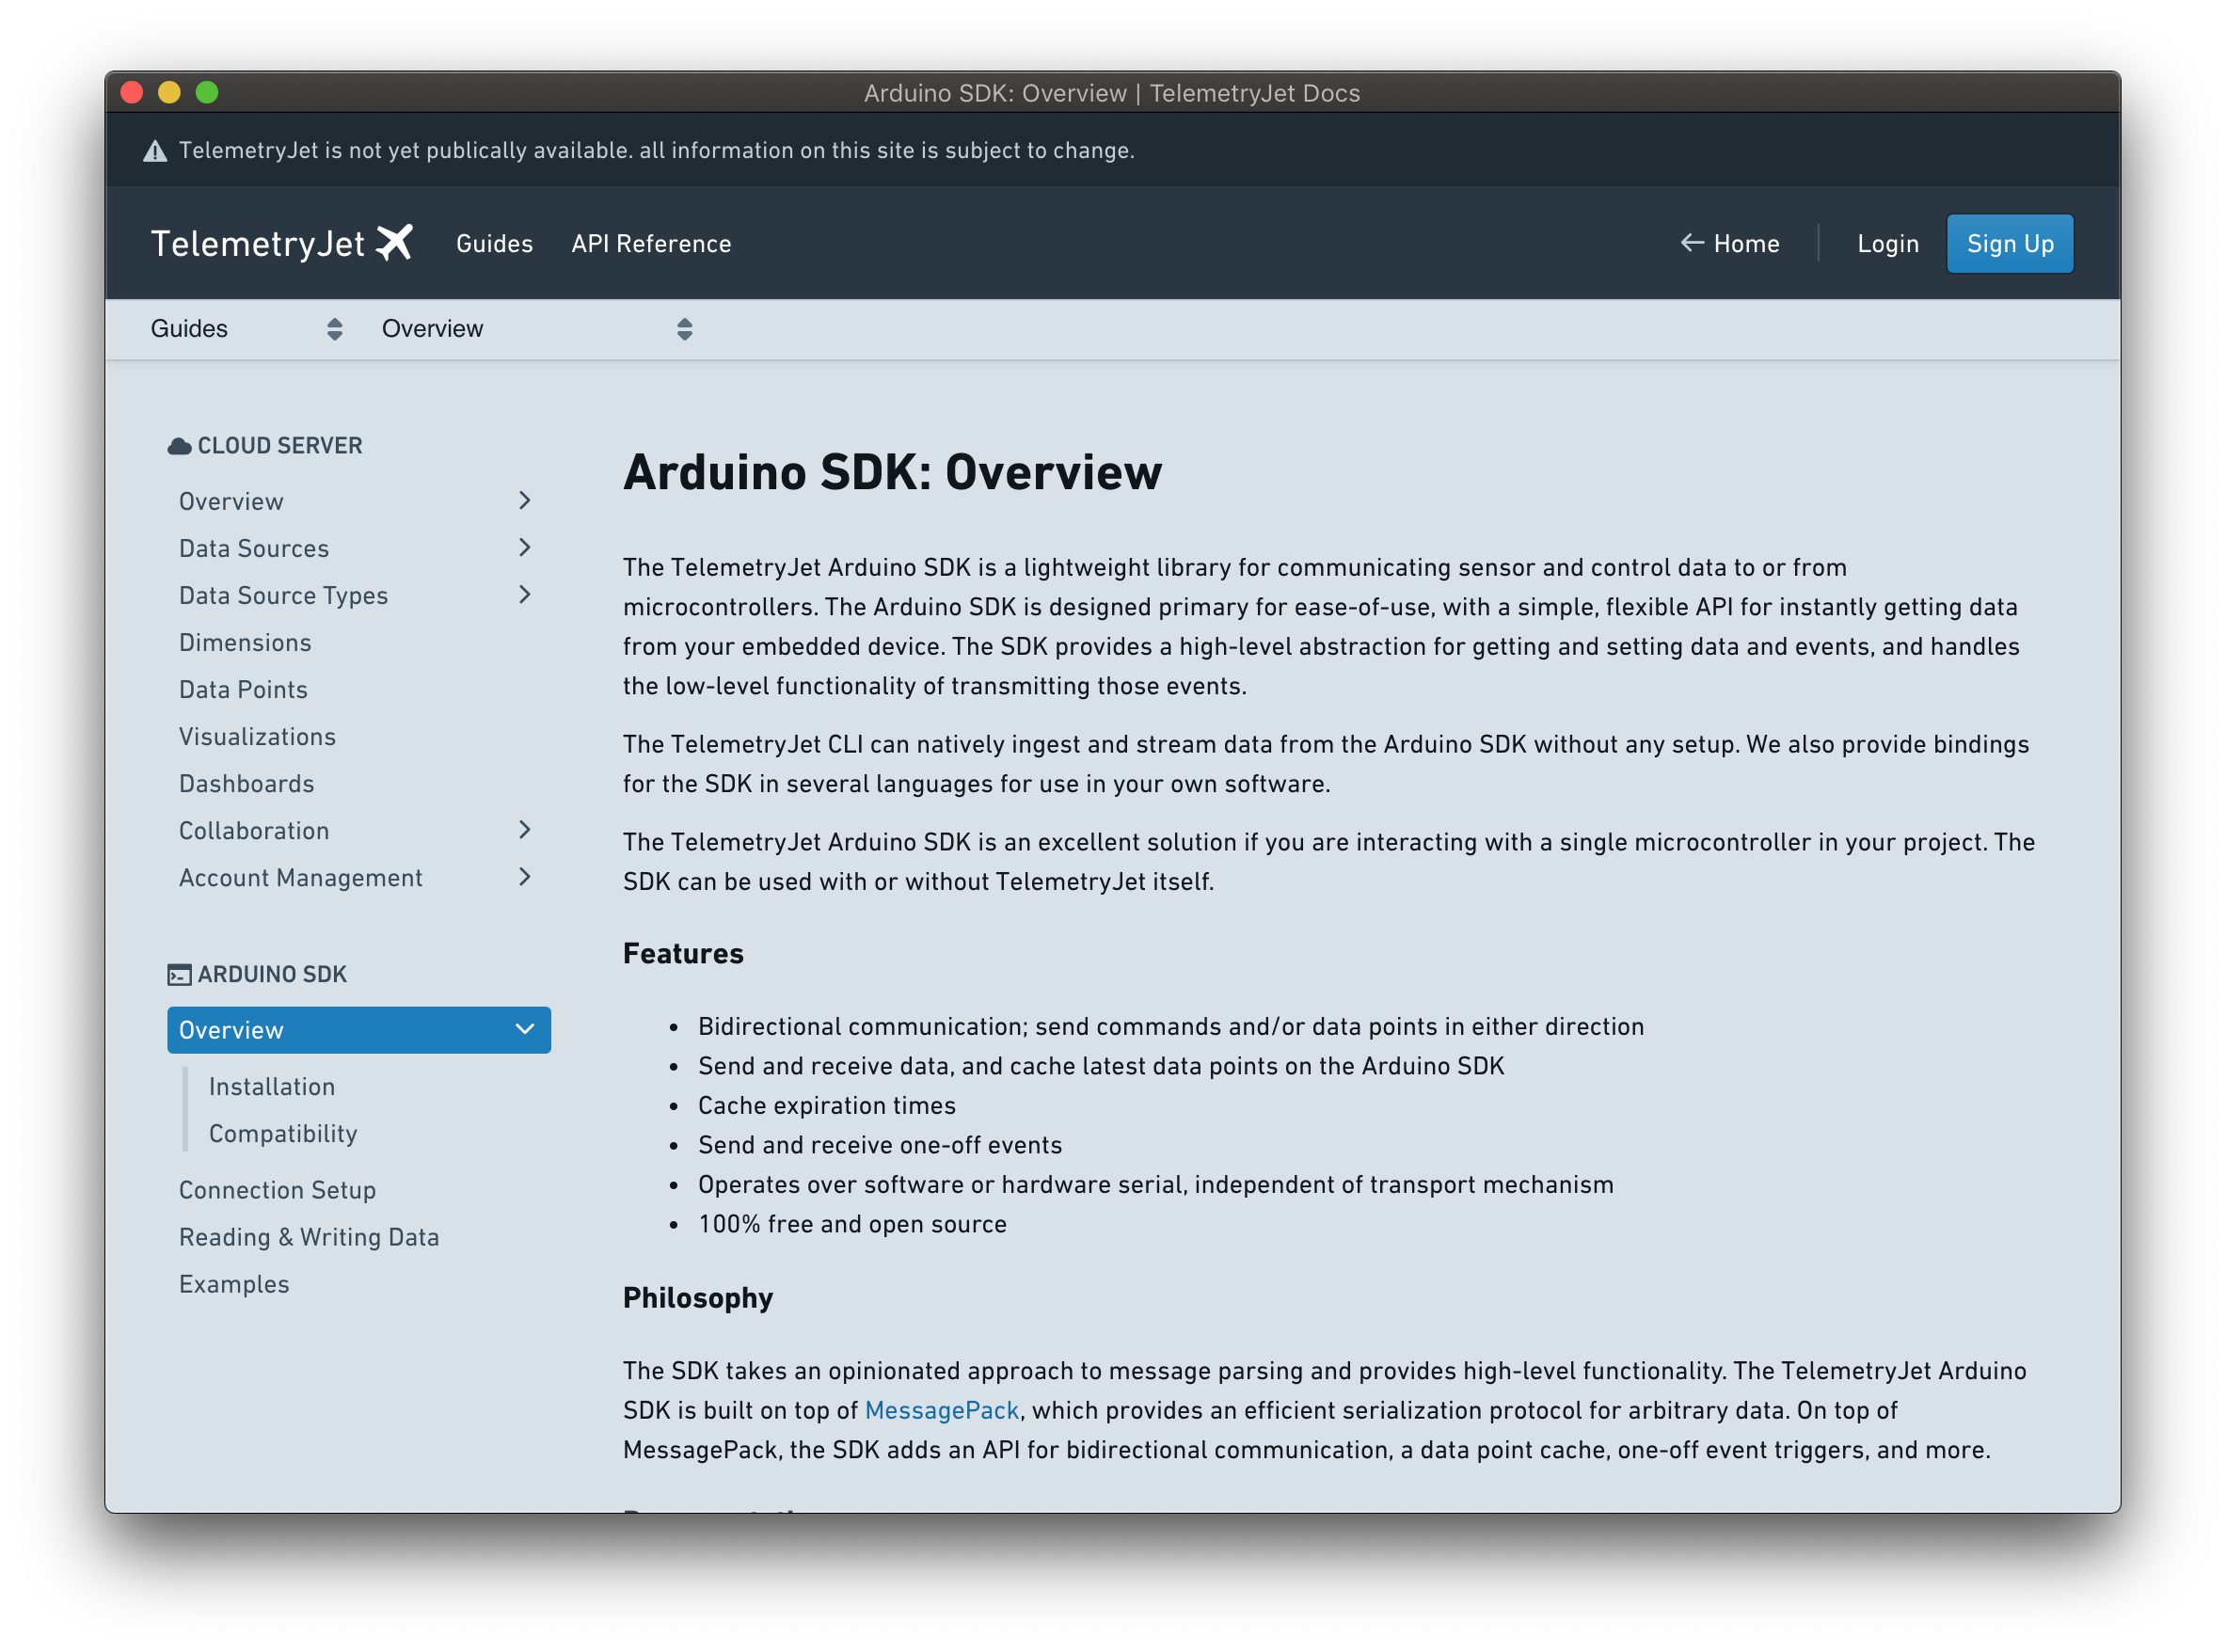 Arduino SDK: Overview | TelemetryJet Docs
TelemetryJet is not yet publically available. all information on this site is subject to change.
TelemetryJet Guides API Reference Home Login Sign Up
Guides Overview
CLOUD SERVER
Overview
Data Sources
Data Source Types
Dimensions
Data Points
Visualizations
Dashboards
Collaboration
Account Management
ARDUINO SDK
Overview
Installation
Compatibility
Connection Setup
Reading & Writing Data
Examples
Arduino SDK: Overview
The TelemetryJet Arduino SDK is a lightweight library for communicating sensor and control data to or from
microcontrollers. The Arduino SDK is designed primary for ease-of-use, with a simple, flexible API for instantly getting data
from your embedded device. The SDK provides a high-level abstraction for getting and setting data and events, and handles
the low-level functionality of transmitting those events.
The TelemetryJet CLI can natively ingest and stream data from the Arduino SDK without any setup. We also provide bindings
for the SDK in several languages for use in your own software.
The TelemetryJet Arduino SDK is an excellent solution if you are interacting with a single microcontroller in your project. The
SDK can be used with or without TelemetryJet itself.
Features
• Bidirectional communication; send commands and/or data points in either direction
• Send and receive data, and cache latest data points on the Arduino SDK
• Cache expiration times
• Send and receive one-off events
• Operates over software or hardware serial, independent of transport mechanism
• 100% free and open source
Philosophy
The SDK takes an opinionated approach to message parsing and provides high-level functionality. The TelemetryJet Arduino
SDK is built on top of MessagePack, which provides an efficient serialization protocol for arbitrary data. On top of
MessagePack, the SDK adds an API for bidirectional communication, a data point cache, one-off event triggers, and more.